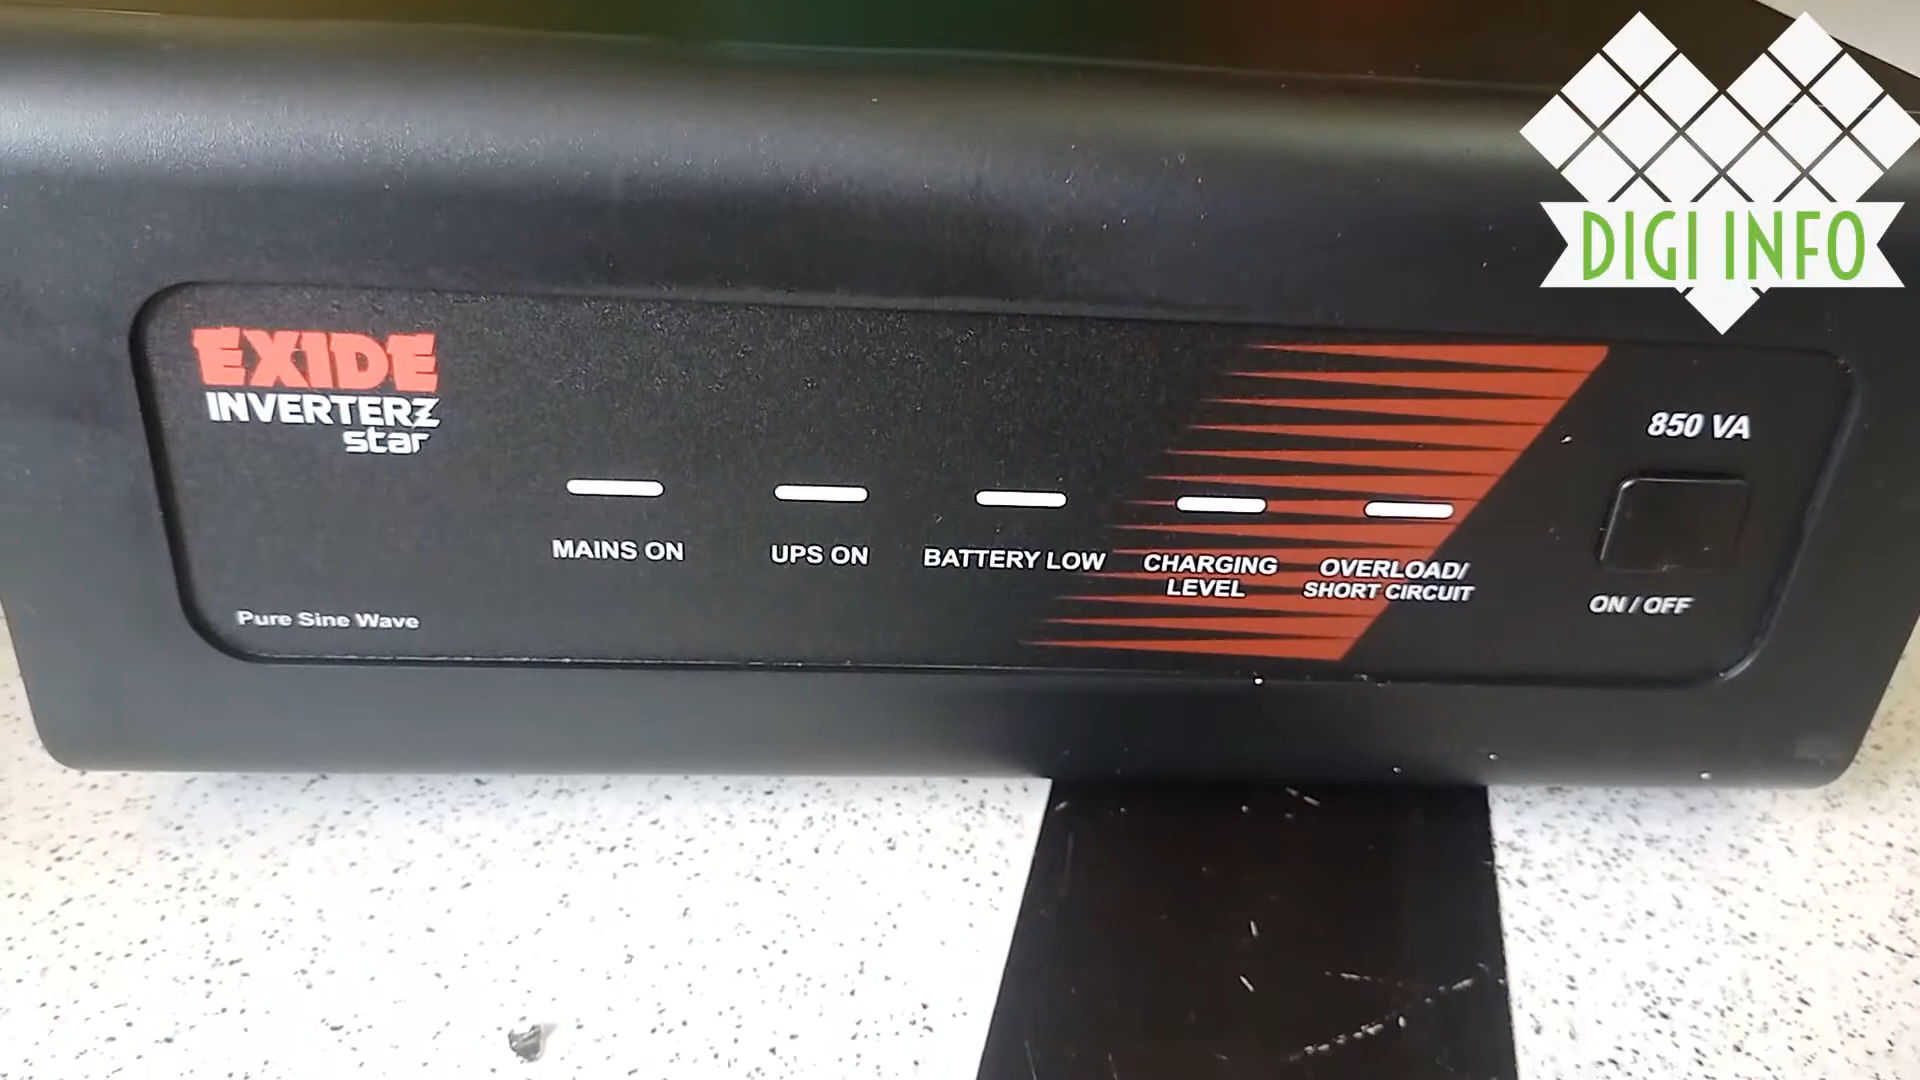 DIGI INFO
EXIDE
INVERTERZ
star
850 VA
MAINS ON
UPS ON
BATTERY LOW
CHARGING
LEVEL
OVERLOAD/
SHORT CIRCUIT
ON / OFF
Pure Sine Wave